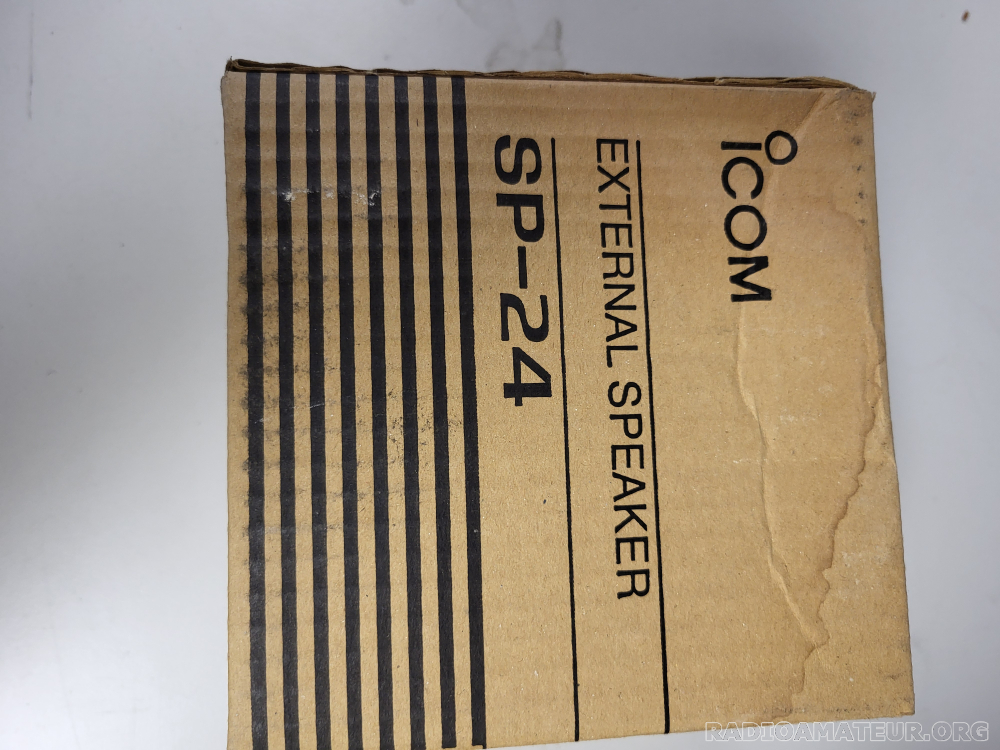 ICOM
EXTERNAL SPEAKER
SP-24
RADIOAMATEUR.ORG